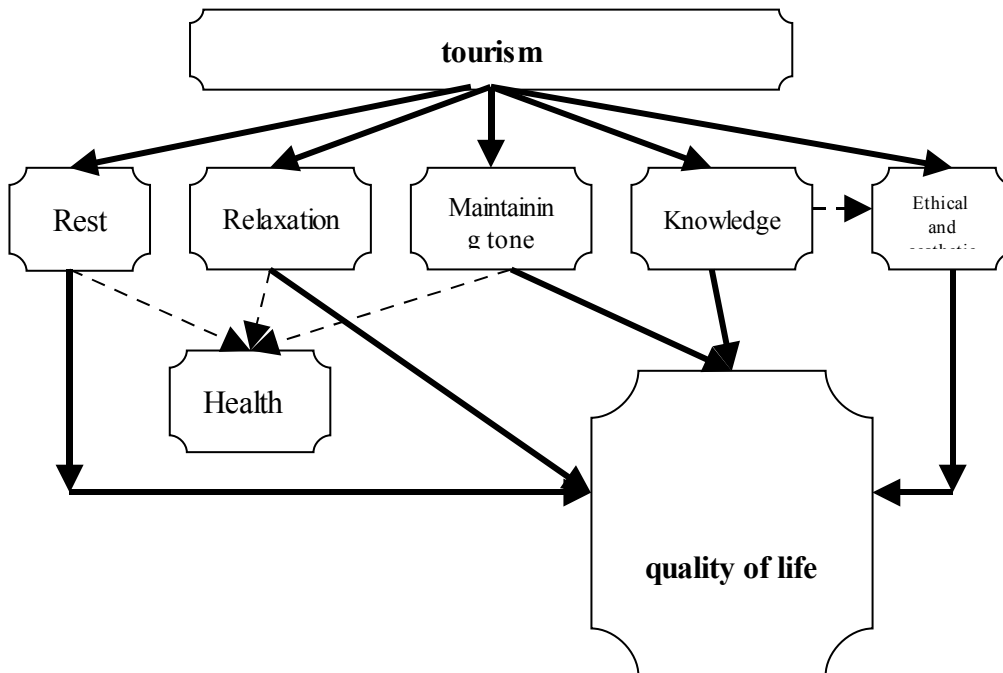 tourism
Rest
Relaxation
Maintainin
g tone
Knowledge
Ethical
and
Health
quality of life